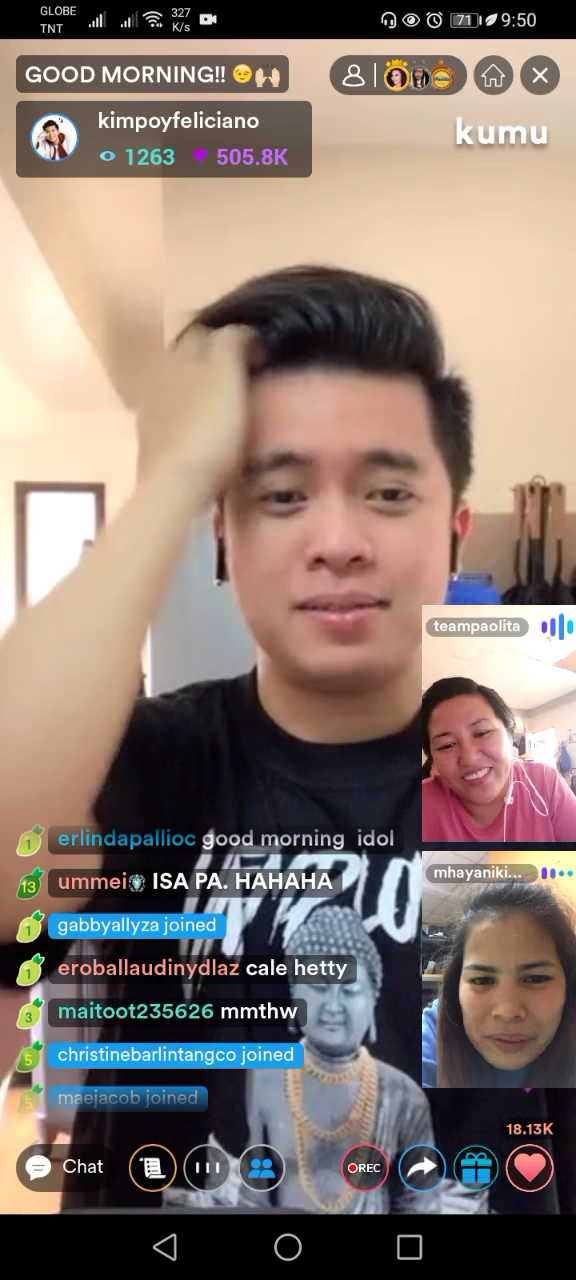 GLOBE
TNT
327
K/s
71
9:50
GOOD MORNING!! 😉🙌🏻
kimpoyfeliciano
1263 505.8K
kumu
teampaolita
mhayaniki...
1 erlindapallioc good morning idol
13 ummei ISA PA. HAHAHA
gabbyallyza joined
1 eroballaudinydlaz cale hetty
3 maitoot235626 mmthw
5 christinebarlintangco joined
5 maejacob joined
18.13K
Chat
REC